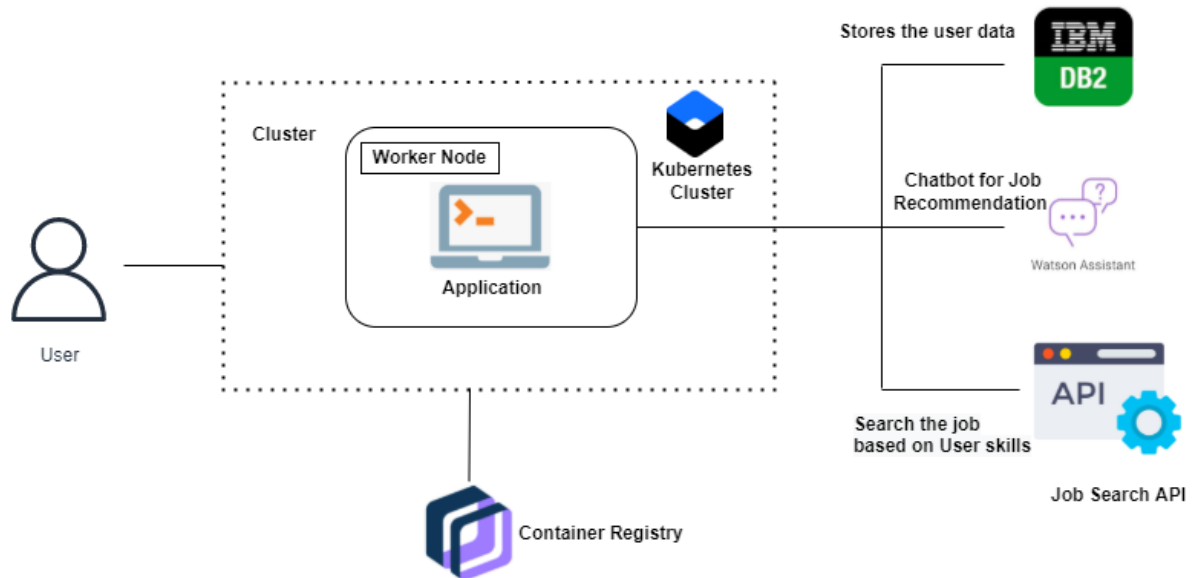 Stores the user data
IBM
DB2
Cluster
Worker Node
Kubernetes
Cluster
Application
Chatbot for Job
Recommendation
?
Watson Assistant
User
API
Search the job
based on User skills
Job Search API
Container Registry